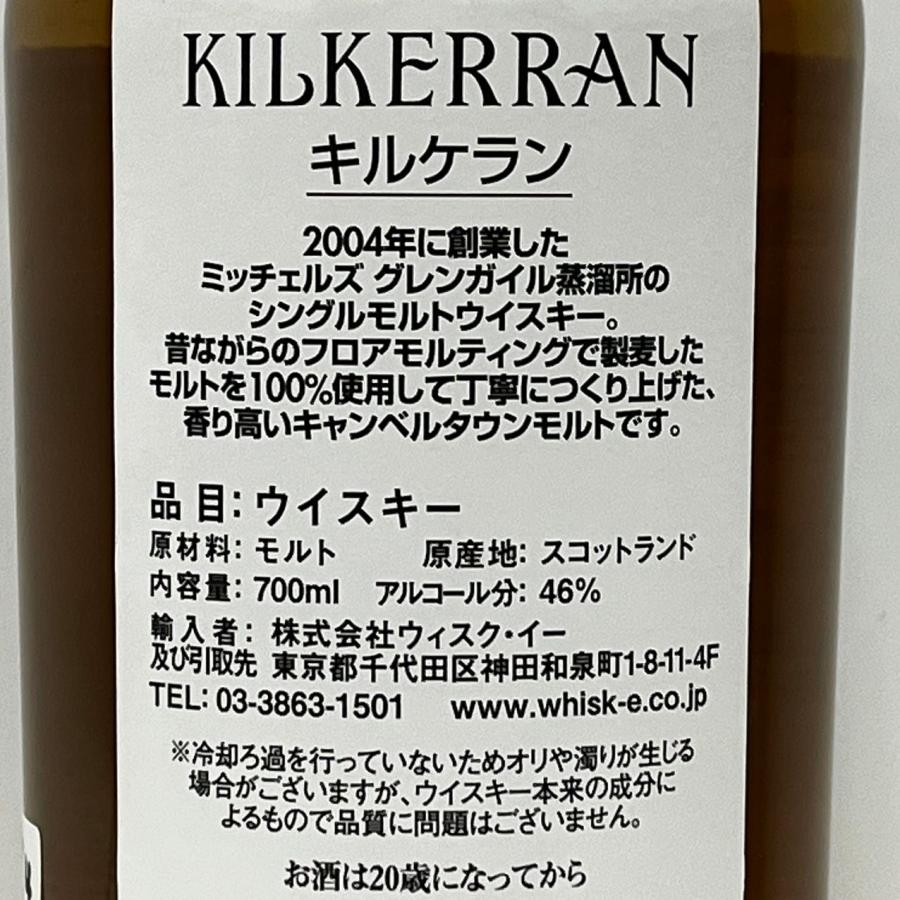 KILKERRAN
キルケラン
2004年に創業した
ミッチェルズ グレンガイル蒸溜所の
シングルモルトウイスキー。
昔ながらのフロアモルティングで製麦した
モルトを100%使用して丁寧につくり上げた、
香り高いキャンベルタウンモルトです。
品目:ウイスキー
原材料:モルト 原産地:スコットランド
内容量:700ml アルコール分:46%
輸入者:株式会社ウィスク・イー
及び引取先 東京都千代田区神田和泉町1-8-11-4F
TEL:03-3863-1501 www.whisk-e.co.jp
※冷却ろ過を行っていないためオリや濁りが生じる
場合がございますが、ウイスキー本来の成分に
よるもので品質に問題はございません。
お酒は20歳になってから